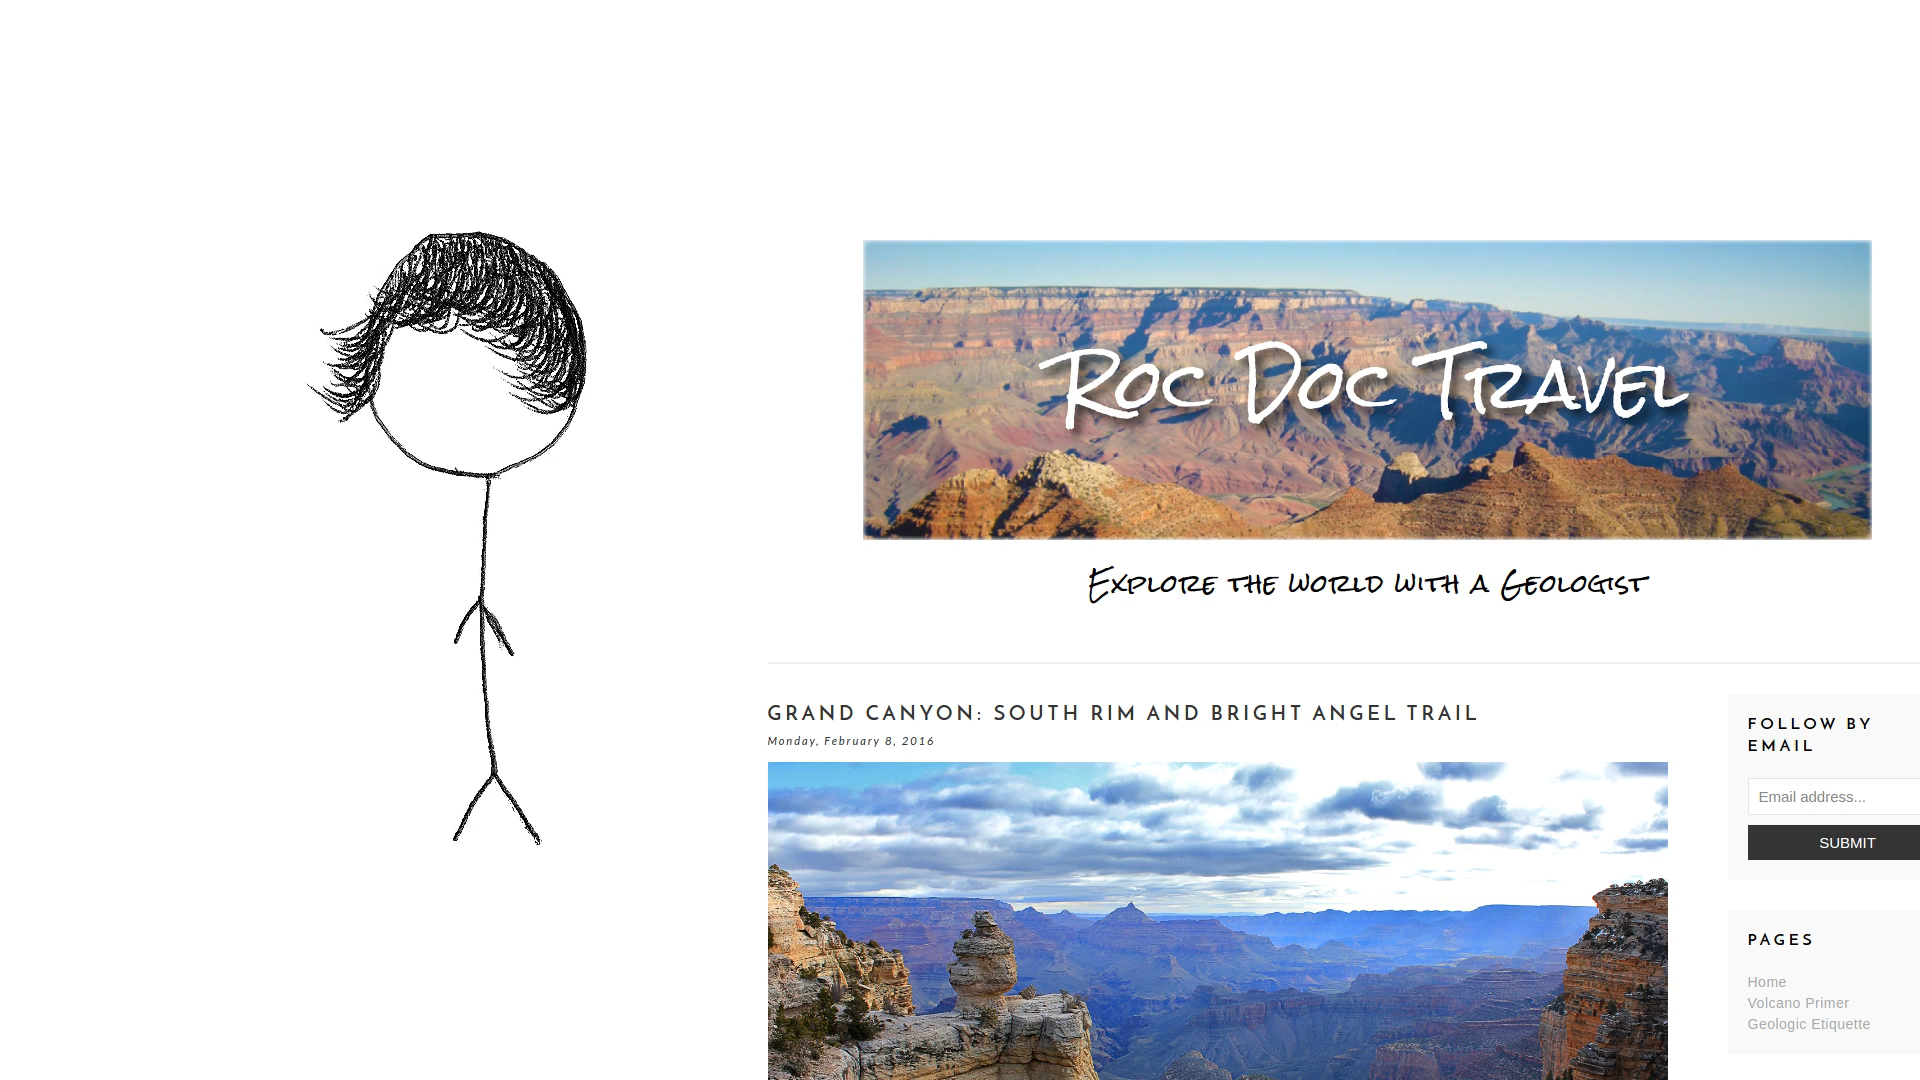 Roc Doc Travel
Explore the world with a Geologist
GRAND CANYON: SOUTH RIM AND BRIGHT ANGEL TRAIL
Monday, February 8, 2016
FOLLOW BY
EMAIL
Email address...
SUBMIT
PAGES
Home
Volcano Primer
Geologic Etiquette